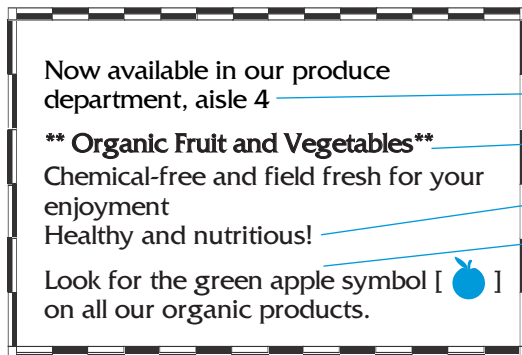 Now available in our produce
department, aisle 4
** Organic Fruit and Vegetables**
Chemical-free and field fresh for your
enjoyment
Healthy and nutritious!
Look for the green apple symbol [ ]
on all our organic products.